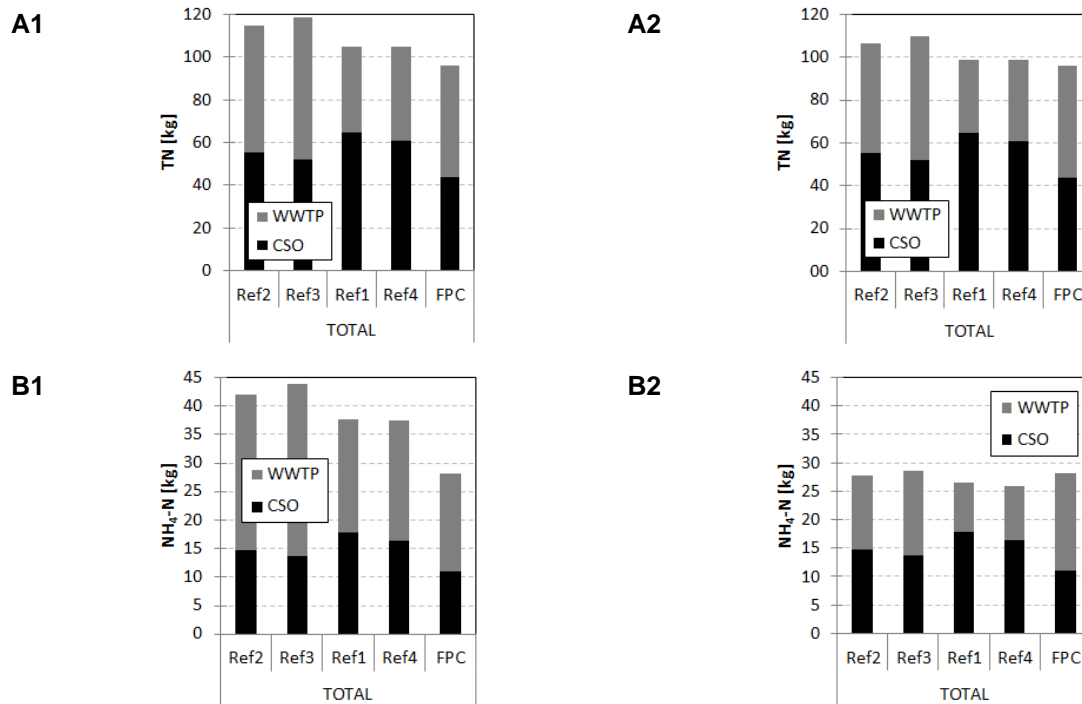 A1
120
100
80
60
40
20
0
TN [kg]
WWTP
CSO
Ref2 Ref3 Ref1 Ref4 FPC
TOTAL
A2
120
100
80
60
40
20
00
TN [kg]
WWTP
CSO
Ref2 Ref3 Ref1 Ref4 FPC
TOTAL
B1
45
40
35
30
25
20
15
10
5
0
NH₄-N [kg]
WWTP
CSO
Ref2 Ref3 Ref1 Ref4 FPC
TOTAL
B2
45
40
35
30
25
20
15
10
5
0
NH₄-N [kg]
WWTP
CSO
Ref2 Ref3 Ref1 Ref4 FPC
TOTAL